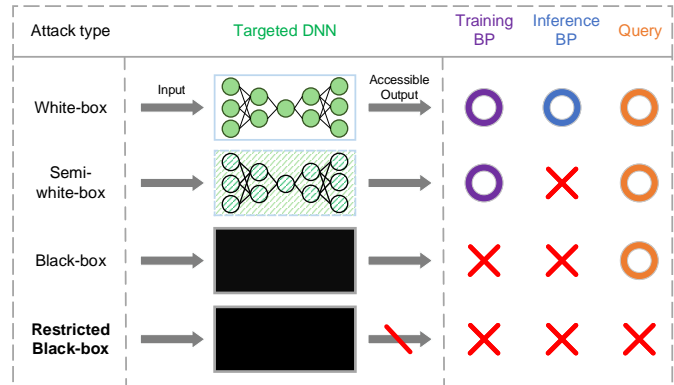 Attack type
Targeted DNN
Training
BP
Inference
BP
Query
White-box
Input
Accessible
Output
Semi-
white-box
Black-box
Restricted
Black-box